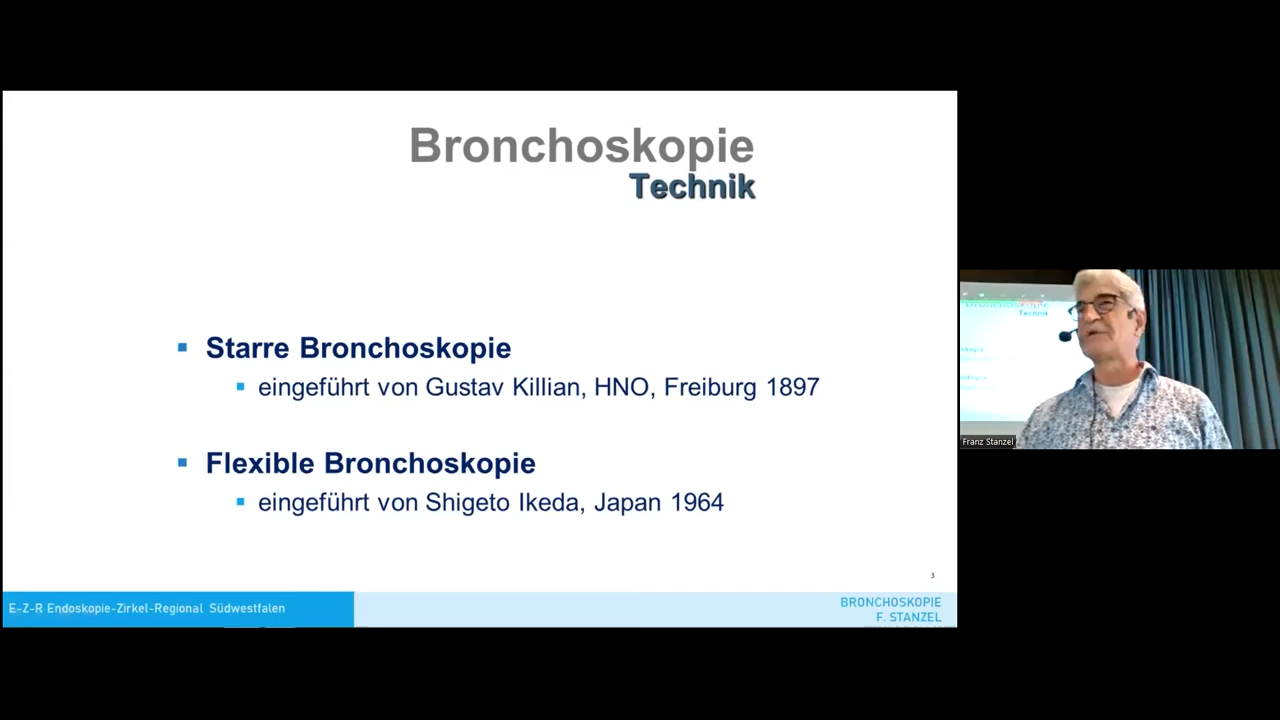 Bronchoskopie
Technik
▪ Starre Bronchoskopie
▪ eingeführt von Gustav Killian, HNO, Freiburg 1897
▪ Flexible Bronchoskopie
▪ eingeführt von Shigeto Ikeda, Japan 1964
3
E-Z-R Endoskopie-Zirkel-Regional Südwestfalen
BRONCHOSKOPIE
F. STANZEL
Technik
Franz Stanzel